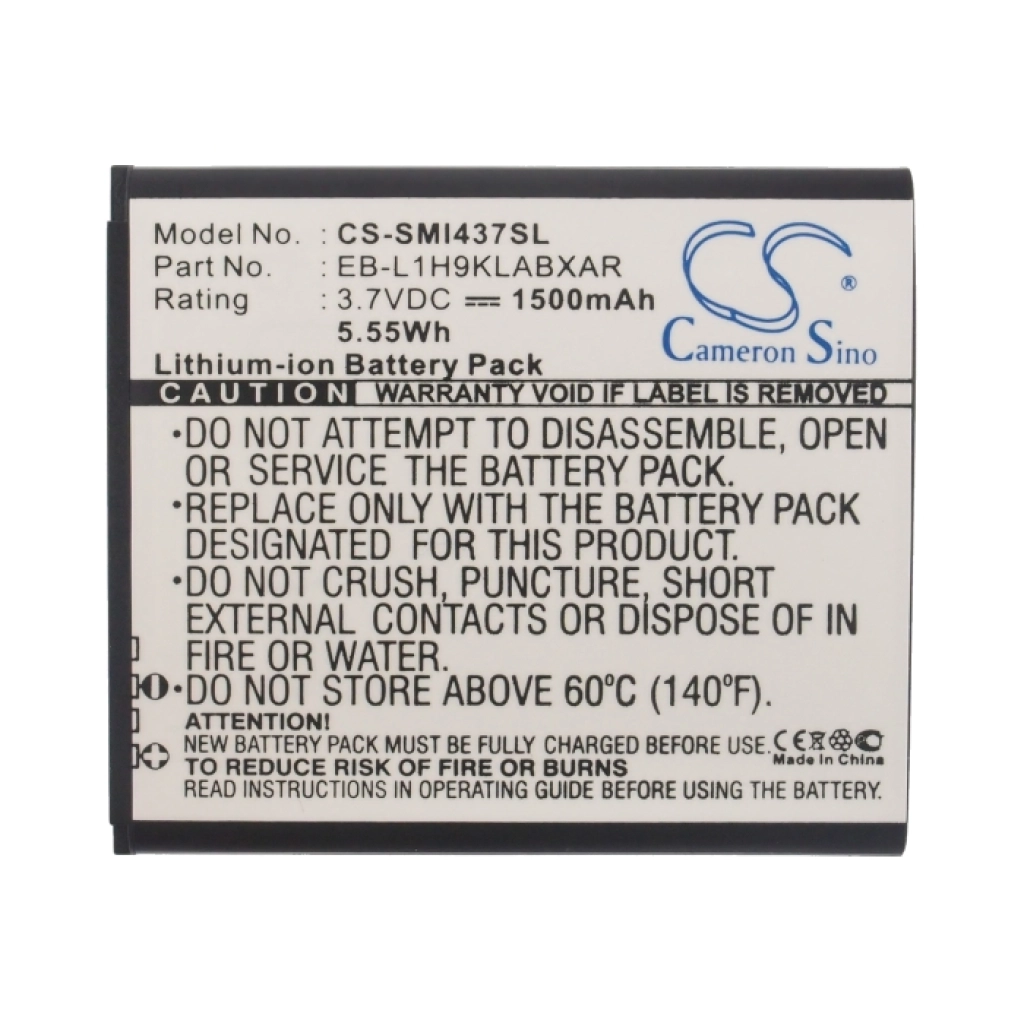 Model No. : CS-SMI437SL
Part No. : EB-L1H9KLABXAR
Rating : 3.7VDC ⎓ 1500mAh
5.55Wh
Cameron Sino ®
Lithium-ion Battery Pack
CAUTION WARRANTY VOID IF LABEL IS REMOVED
•DO NOT ATTEMPT TO DISASSEMBLE, OPEN
OR SERVICE THE BATTERY PACK.
•REPLACE ONLY WITH THE BATTERY PACK
DESIGNATED FOR THIS PRODUCT.
•DO NOT CRUSH, PUNCTURE, SHORT
EXTERNAL CONTACTS OR DISPOSE OF IN
FIRE OR WATER.
•DO NOT STORE ABOVE 60°C (140°F).
ATTENTION!
NEW BATTERY PACK MUST BE FULLY CHARGED BEFORE USE.
CE
Made In China
TO REDUCE RISK OF FIRE OR BURNS
READ INSTRUCTIONS IN OPERATING GUIDE BEFORE USING PURCHASE.